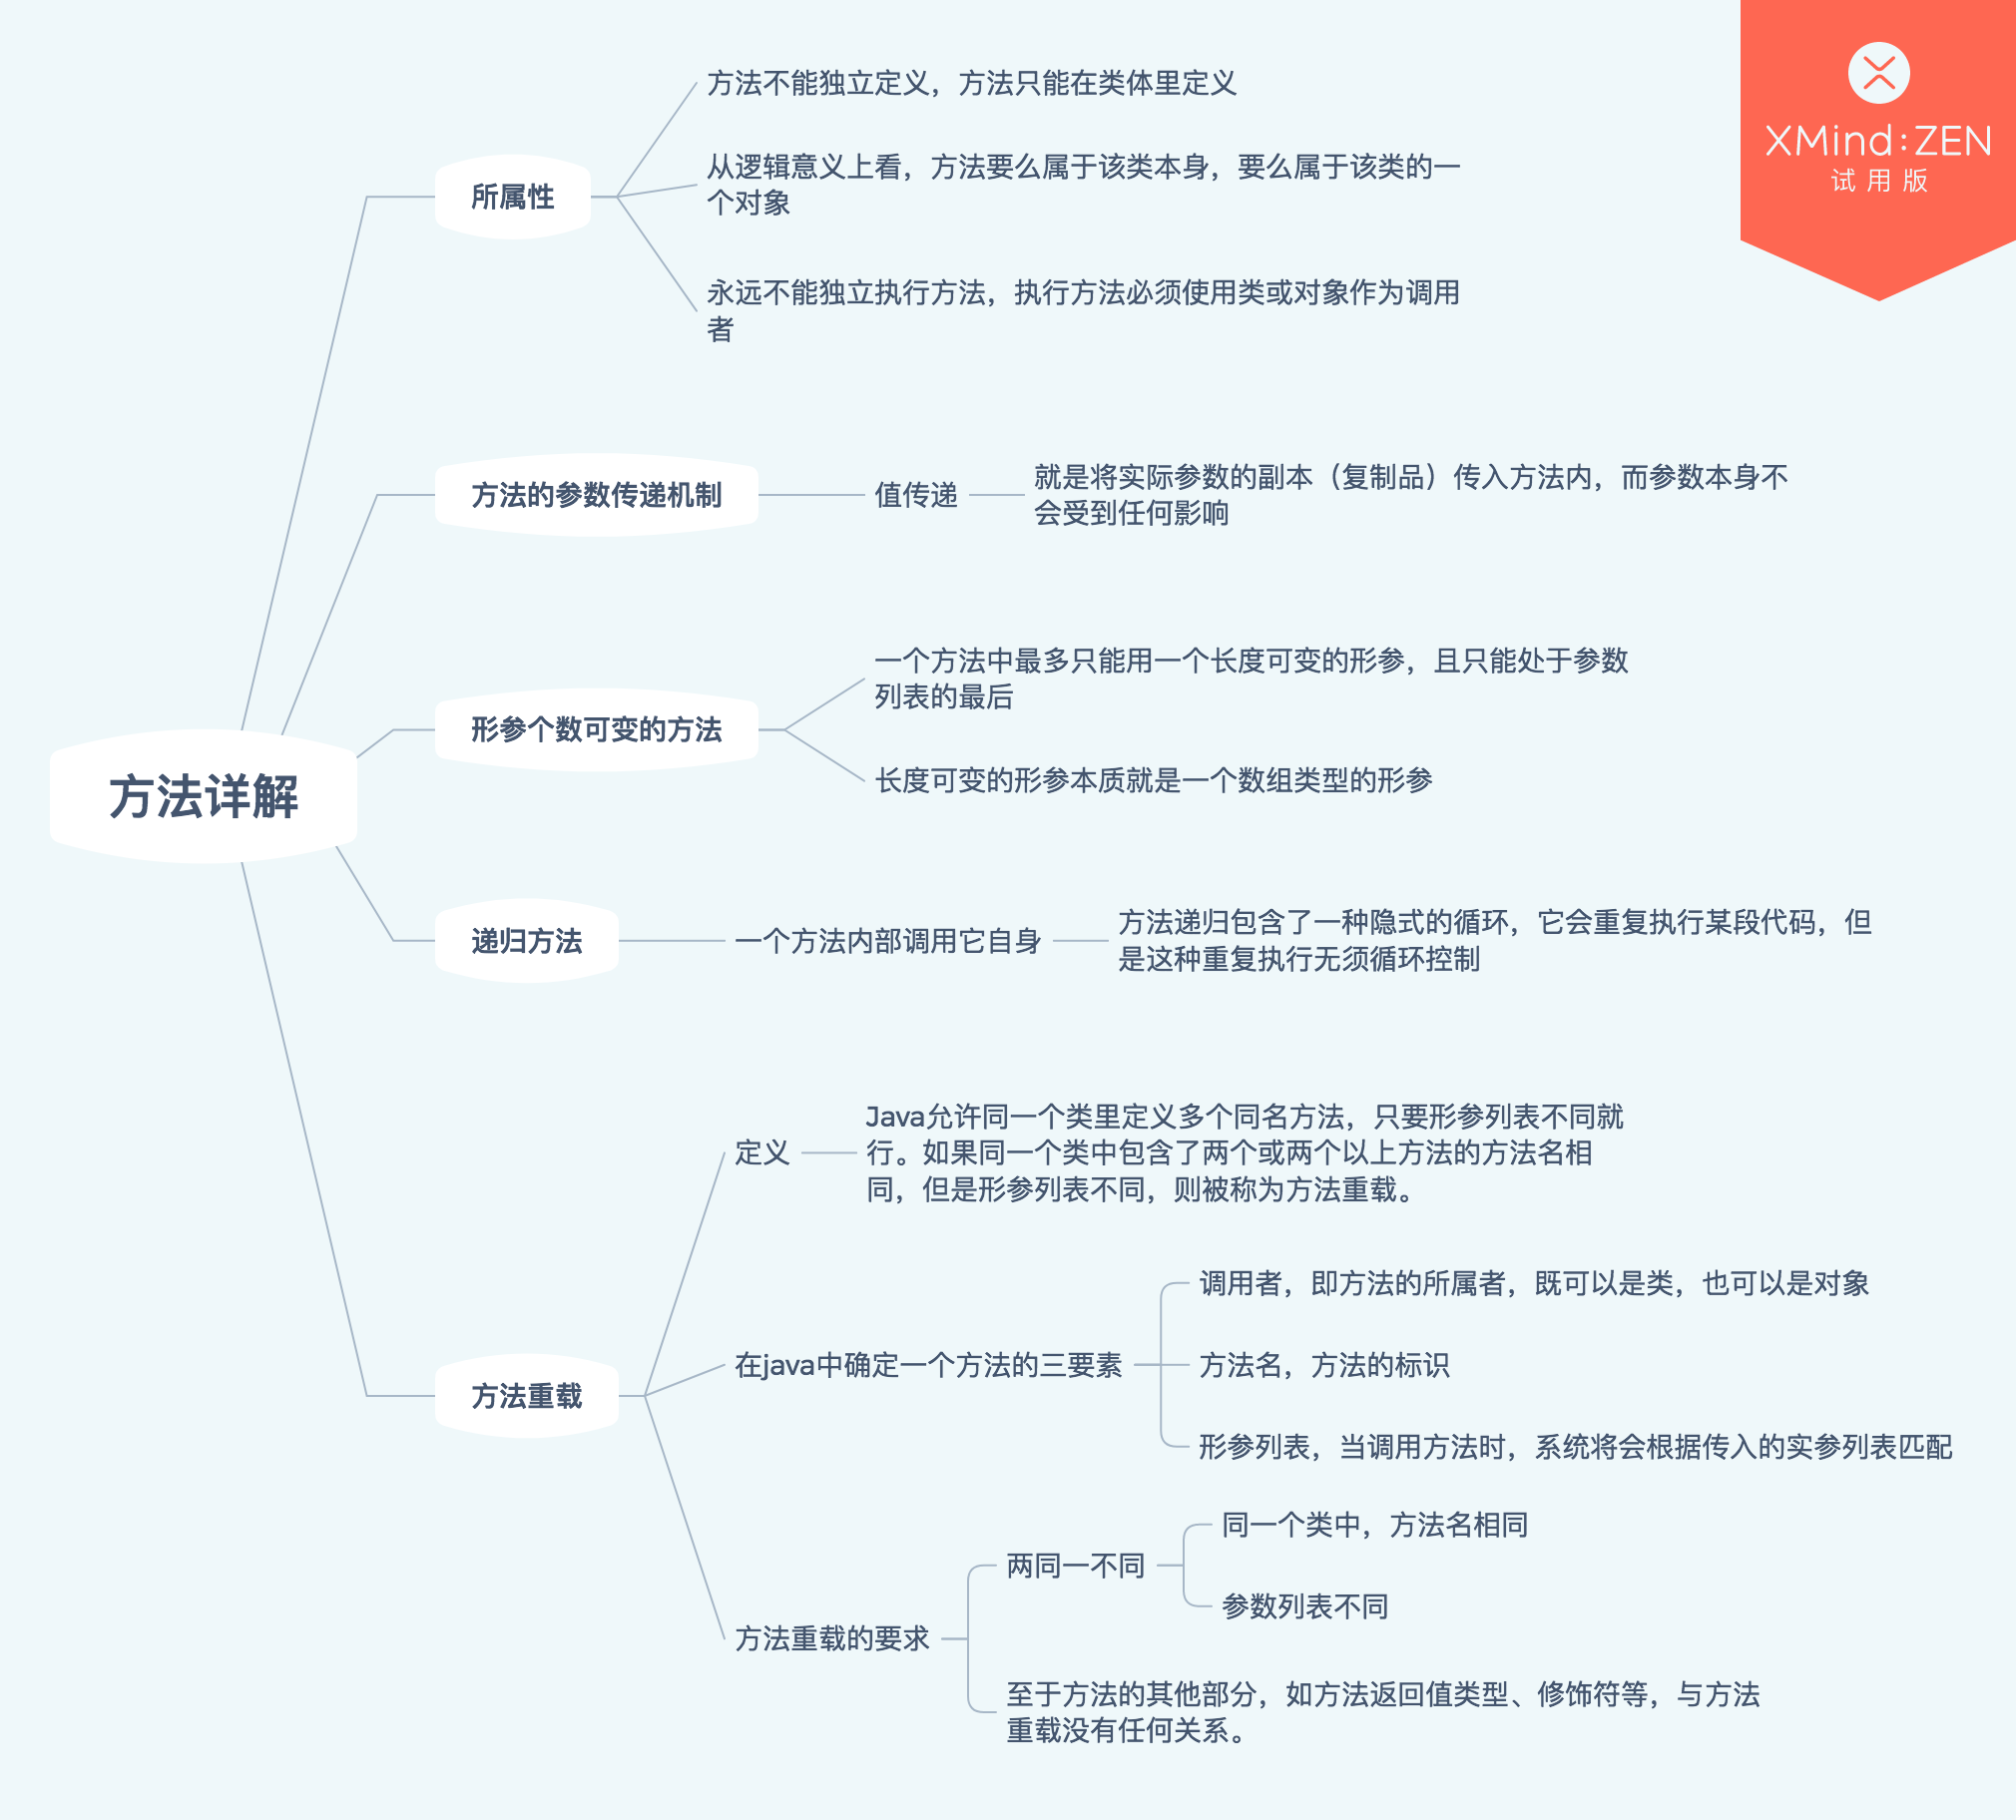 XMind:ZEN
试用版
方法详解
所属性
方法不能独立定义，方法只能在类体里定义
从逻辑意义上看，方法要么属于该类本身，要么属于该类的一
个对象
永远不能独立执行方法，执行方法必须使用类或对象作为调用
者
方法的参数传递机制
值传递
就是将实际参数的副本（复制品）传入方法内，而参数本身不
会受到任何影响
形参个数可变的方法
一个方法中最多只能用一个长度可变的形参，且只能处于参数
列表的最后
长度可变的形参本质就是一个数组类型的形参
递归方法
一个方法内部调用它自身
方法递归包含了一种隐式的循环，它会重复执行某段代码，但
是这种重复执行无须循环控制
方法重载
定义
Java允许同一个类里定义多个同名方法，只要形参列表不同就
行。如果同一个类中包含了两个或两个以上方法的方法名相
同，但是形参列表不同，则被称为方法重载。
在java中确定一个方法的三要素
调用者，即方法的所属者，既可以是类，也可以是对象
方法名，方法的标识
形参列表，当调用方法时，系统将会根据传入的实参列表匹配
方法重载的要求
两同一不同
同一个类中，方法名相同
参数列表不同
至于方法的其他部分，如方法返回值类型、修饰符等，与方法
重载没有任何关系。